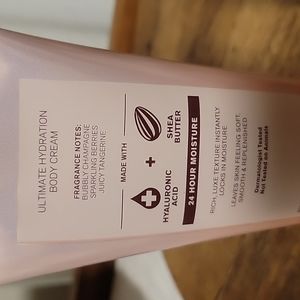 ULTIMATE HYDRATION
BODY CREAM
FRAGRANCE NOTES:
BUBBLY CHAMPAGNE
SPARKLING BERRIES
JUICY TANGERINE
MADE WITH
HYALURONIC
ACID
+
SHEA
BUTTER
24 HOUR MOISTURE
RICH, LUXE TEXTURE INSTANTLY
LOCKS IN MOISTURE
LEAVES SKIN FEELING SOFT,
SMOOTH & REPLENISHED
Dermatologist Tested
Not Tested on Animals